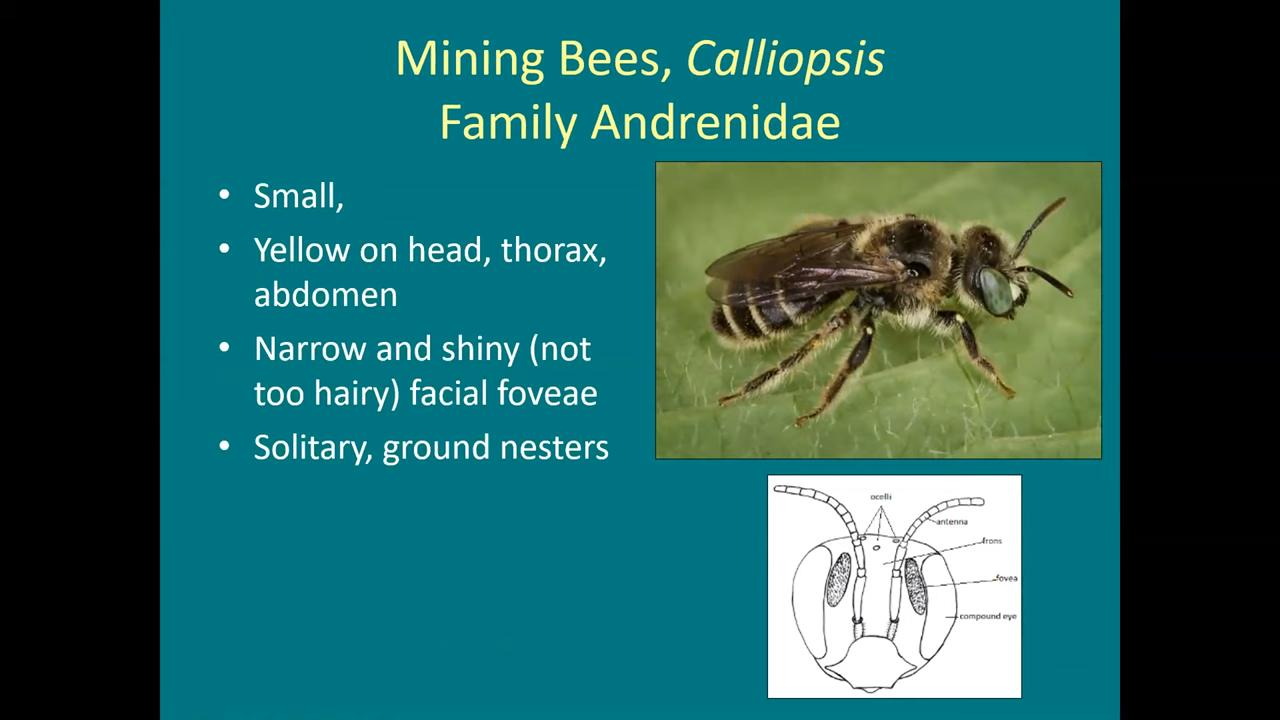 Mining Bees, Calliopsis
Family Andrenidae
• Small,
• Yellow on head, thorax,
abdomen
• Narrow and shiny (not
too hairy) facial foveae
• Solitary, ground nesters
ocelli
antenna
frons
fovea
compound eye